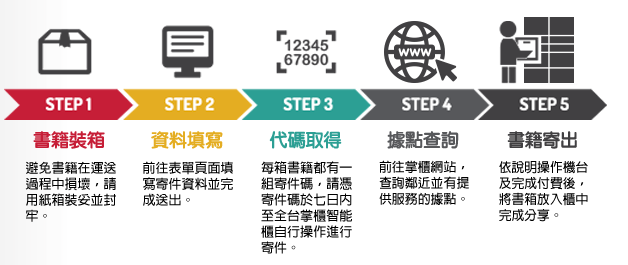 12345
67890
WWW
STEP 1
STEP 2
STEP 3
STEP 4
STEP 5
書籍裝箱
資料填寫
代碼取得
據點查詢
書籍寄出
避免書籍在運送
過程中損壞，請
用紙箱裝妥並封
牢。
前往表單頁面填
寫寄件資料並完
成送出。
每箱書籍都有一
組寄件碼，請憑
寄件碼於七日內
至全台掌櫃智能
櫃自行操作進行
寄件。
前往掌櫃網站，
查詢鄰近並有提
供服務的據點。
依說明操作機台
及完成付費後，
將書箱放入櫃中
完成分享。